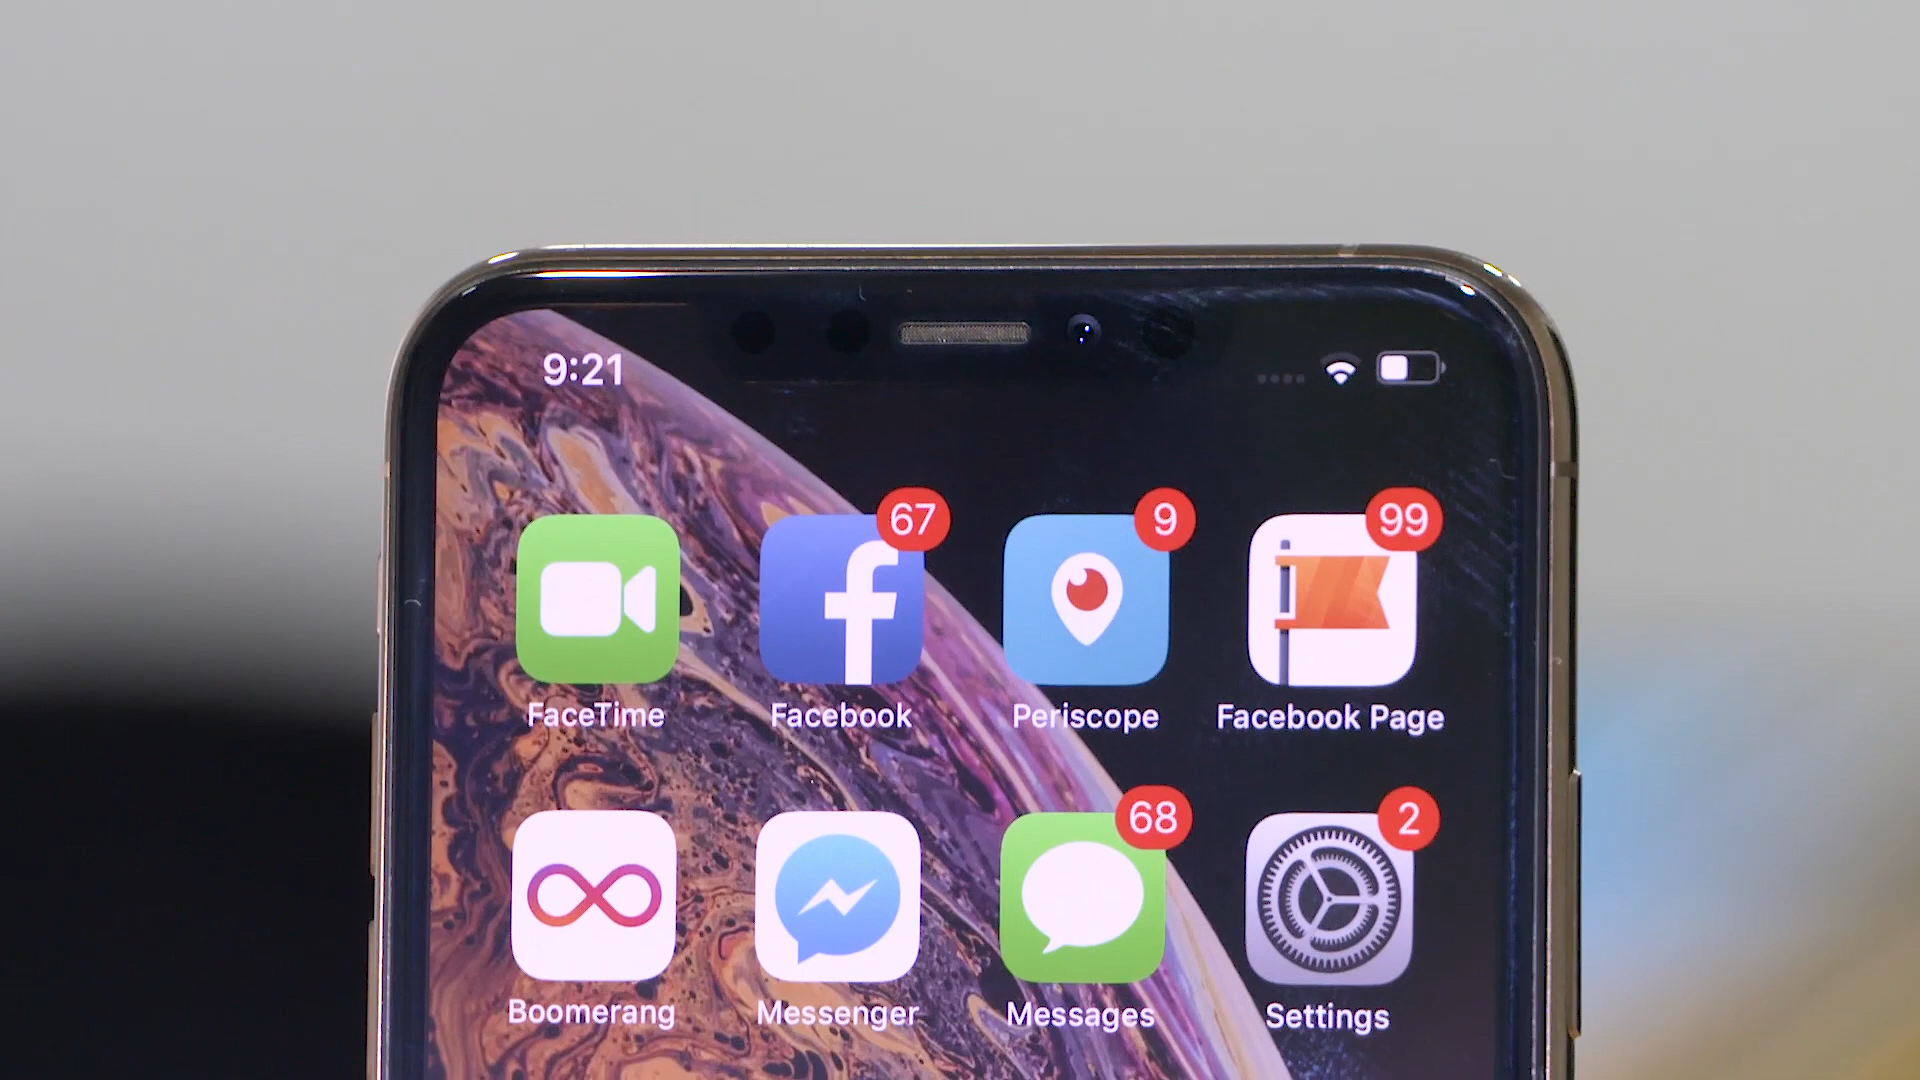 9:21
67
9
99
FaceTime
Facebook
Periscope
Facebook Page
68
2
Boomerang
Messenger
Messages
Settings